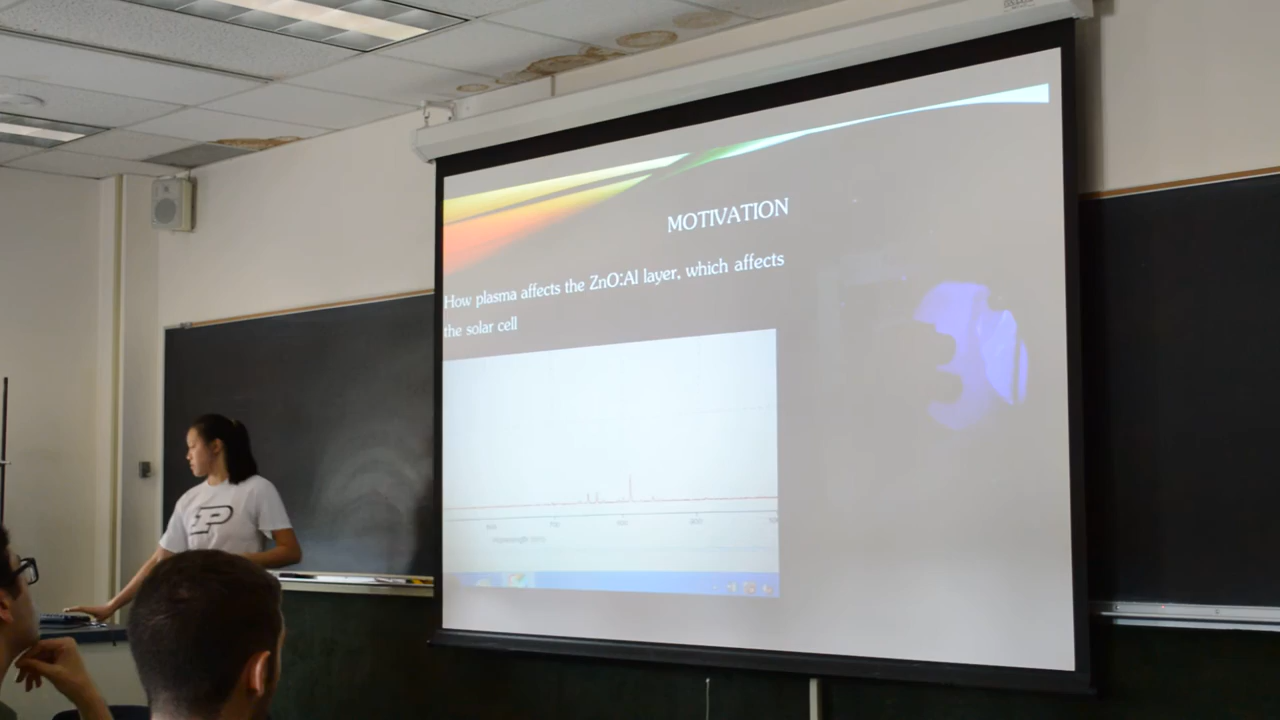 MOTIVATION
How plasma affects the ZnO:Al layer, which affects
the solar cell
P